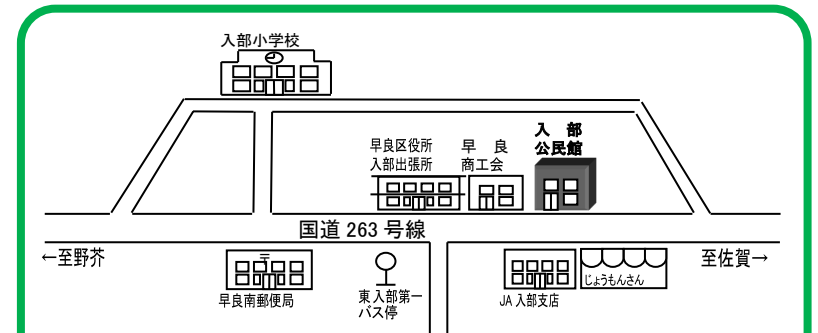 入部小学校
早良区役所
入部出張所
早　良
商工会
入　部
公民館
国道 263 号線
←至野芥
至佐賀→
〒
早良南郵便局
東入部第一
バス停
JA 入部支店
じょうもんさん